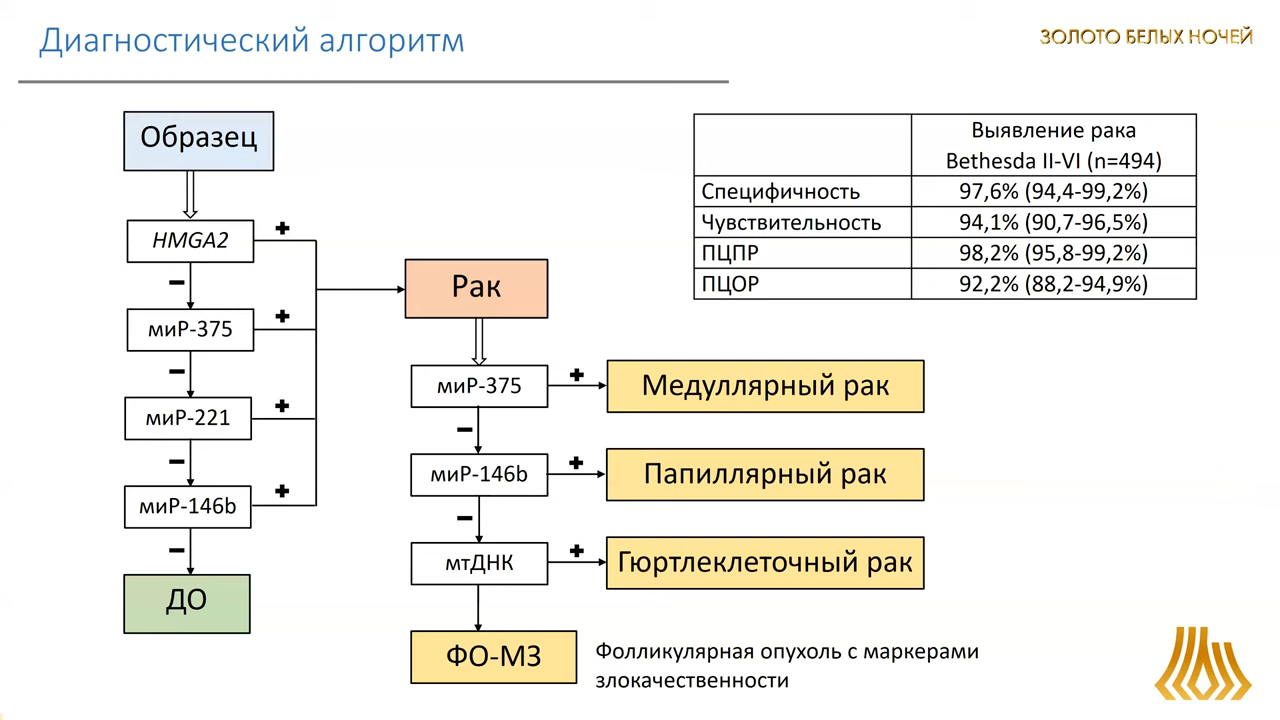 Диагностический алгоритм
ЗОЛОТО БЕЛЫХ НОЧЕЙ
Образец
HMGA2
+
−
миР-375
+
−
миР-221
+
−
миР-146b
+
−
ДО
Рак
миР-375
+
Медуллярный рак
−
миР-146b
+
Папиллярный рак
−
мтДНК
+
Гюртлеклеточный рак
ФО-МЗ
Фолликулярная опухоль с маркерами
злокачественности
Выявление рака
Bethesda II-VI (n=494)
Специфичность 97,6% (94,4-99,2%)
Чувствительность 94,1% (90,7-96,5%)
ПЦПР 98,2% (95,8-99,2%)
ПЦОР 92,2% (88,2-94,9%)